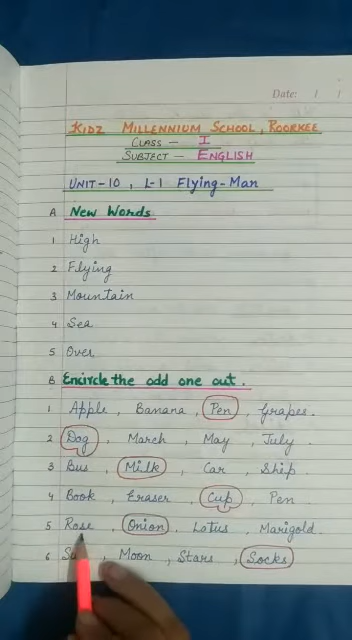 Date: / /
KIDZ MILLENNIUM SCHOOL, ROORKEE
CLASS - I
SUBJECT - ENGLISH
UNIT-10, L-1 Flying-Man
A New Words
1 High
2 Flying
3 Mountain
4 Sea
5 Over
B Encircle the odd one out.
1 Apple, Banana, Pen, Grapes.
2 Dog, March, May, July.
3 Bus, Milk, Car, Ship.
4 Book, Eraser, Cup, Pen
5 Rose, Onion, Lotus, Marigold.
6 Moon, Stars, Socks